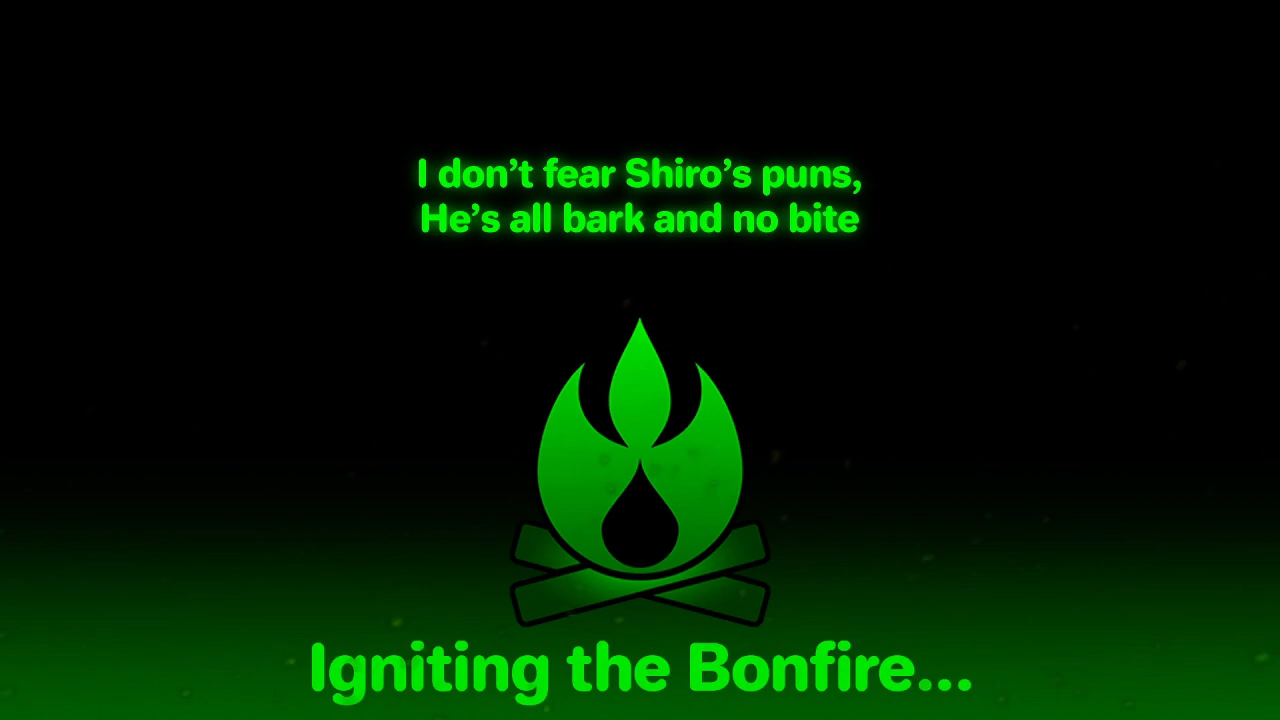 I don’t fear Shiro’s puns,
He’s all bark and no bite
Igniting the Bonfire...